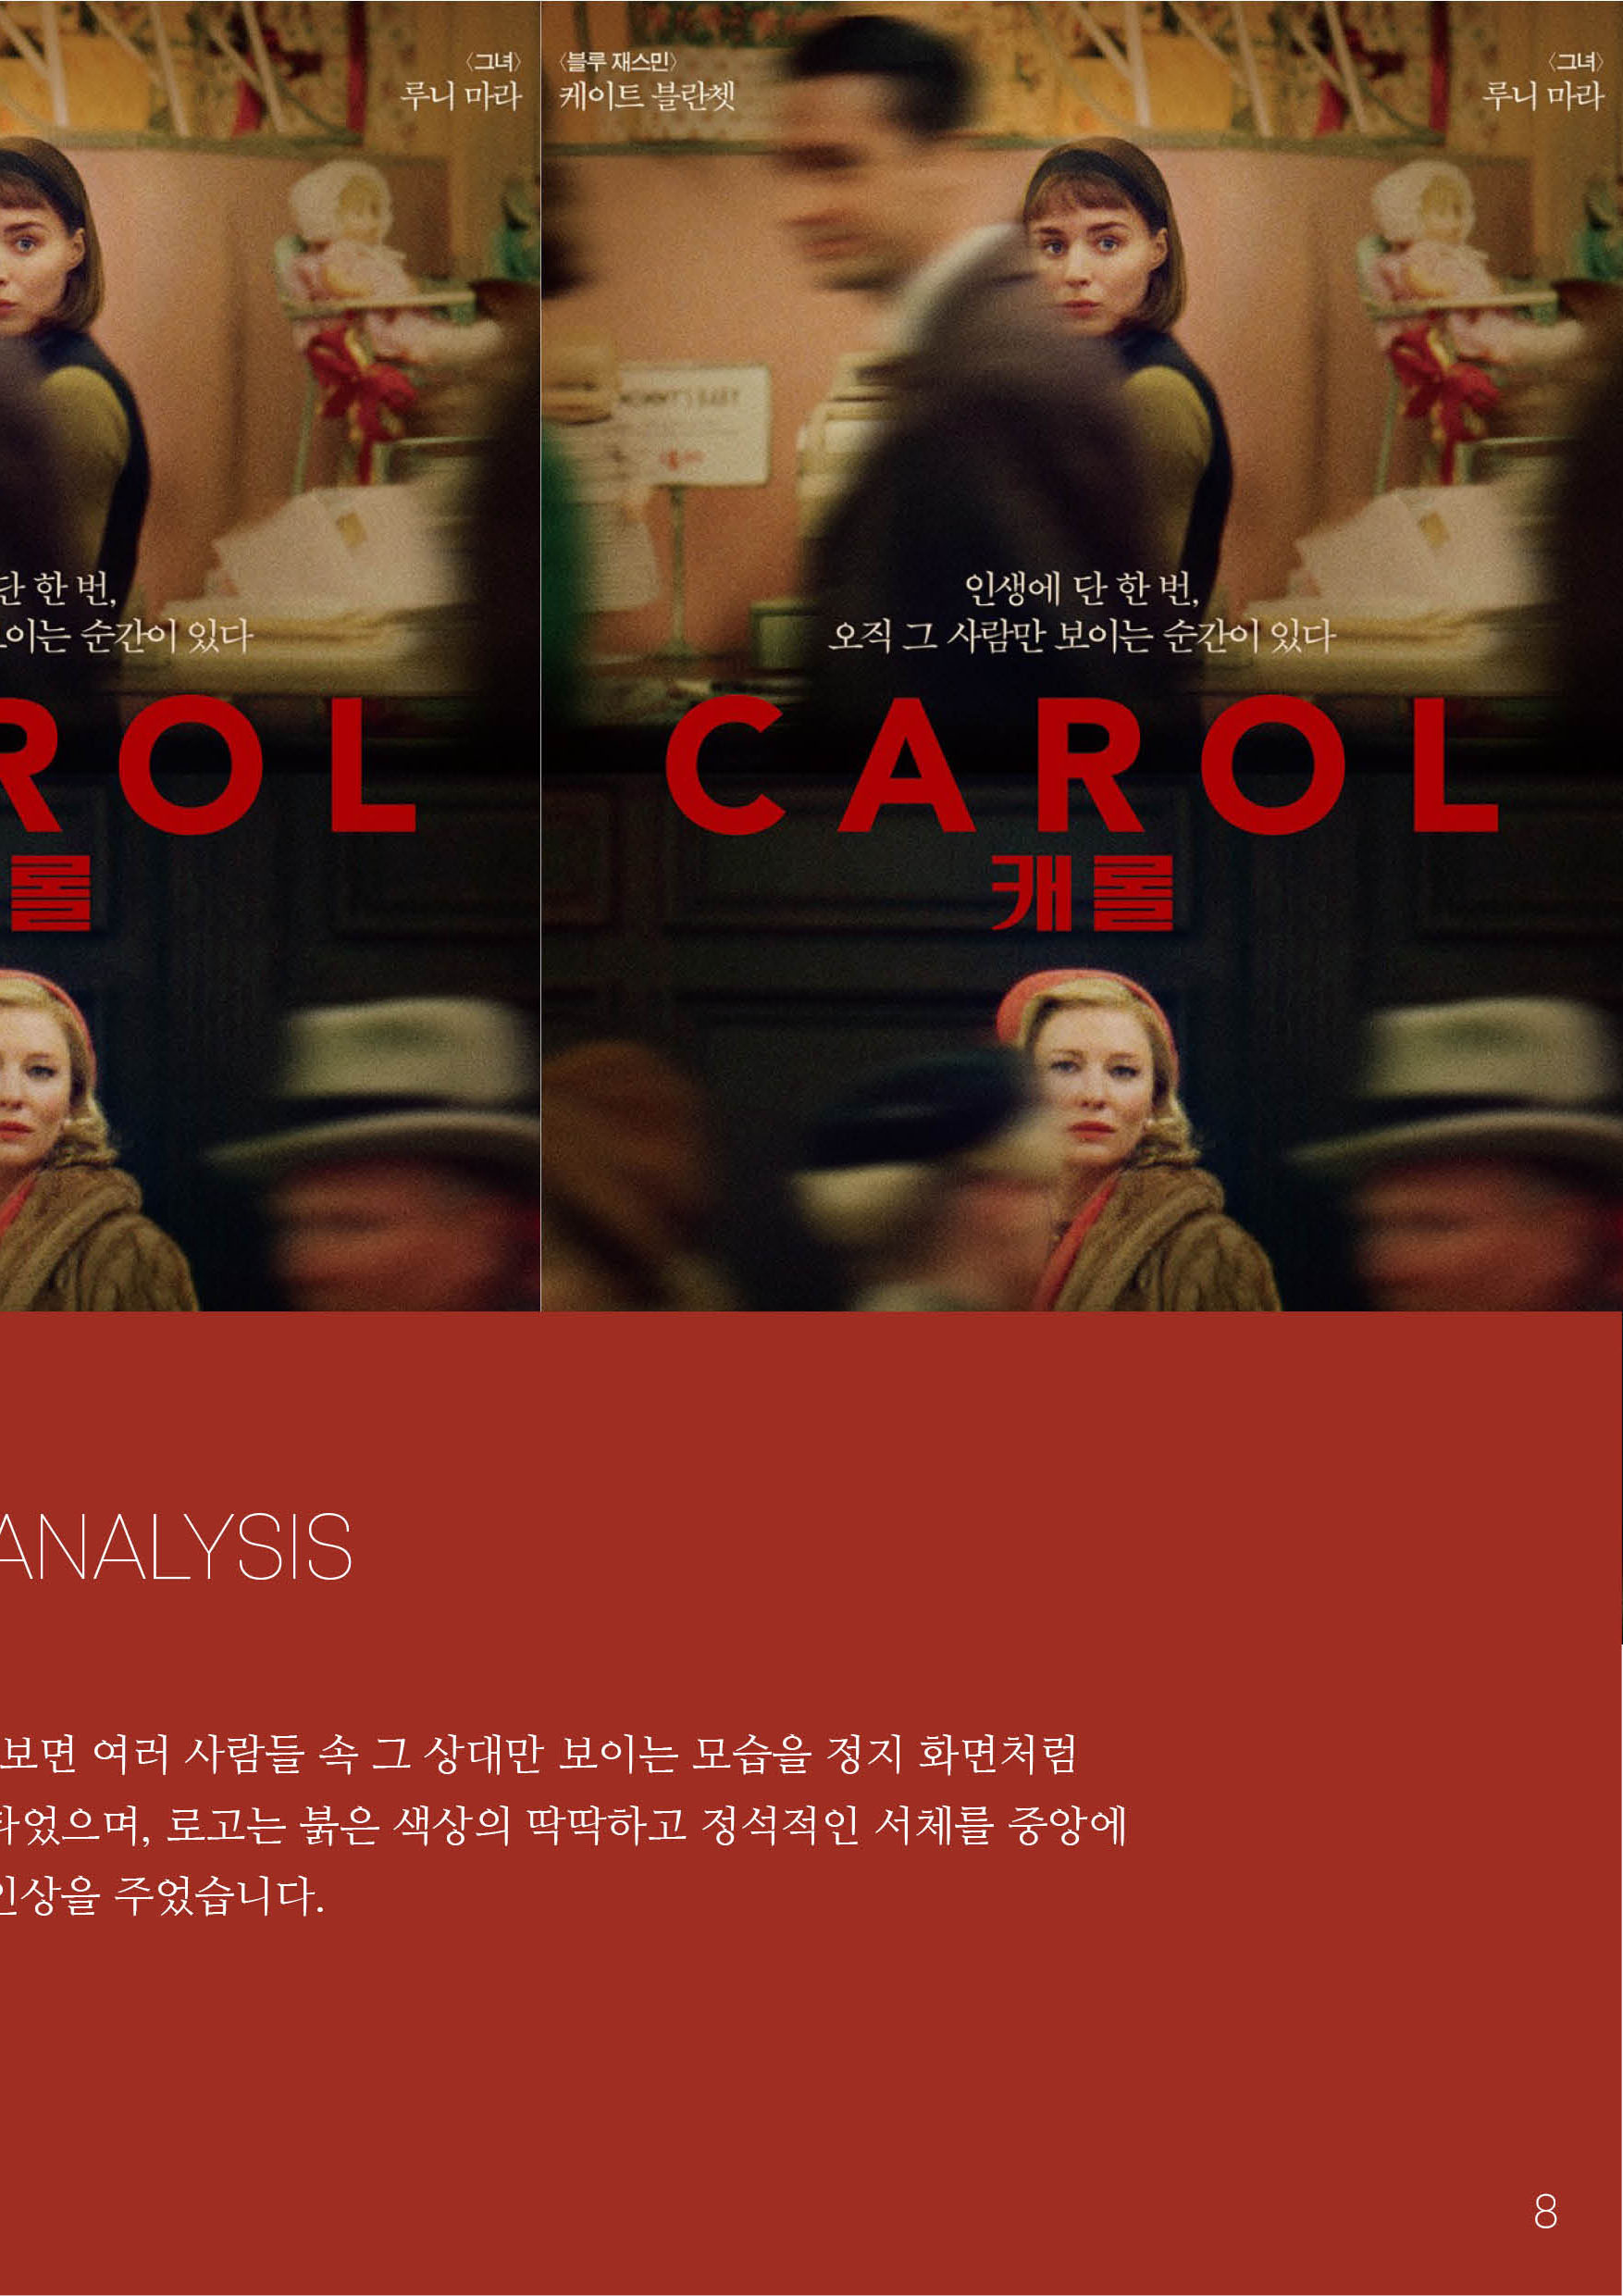 〈그녀〉
루니 마라
단 한 번,
보이는 순간이 있다
ROL
롤
〈블루 재스민〉
케이트 블란쳇
〈그녀〉
루니 마라
인생에 단 한 번,
오직 그 사람만 보이는 순간이 있다
CAROL
캐롤
ANALYSIS
보면 여러 사람들 속 그 상대만 보이는 모습을 정지 화면처럼
하였으며, 로고는 붉은 색상의 딱딱하고 정석적인 서체를 중앙에
인상을 주었습니다.
8